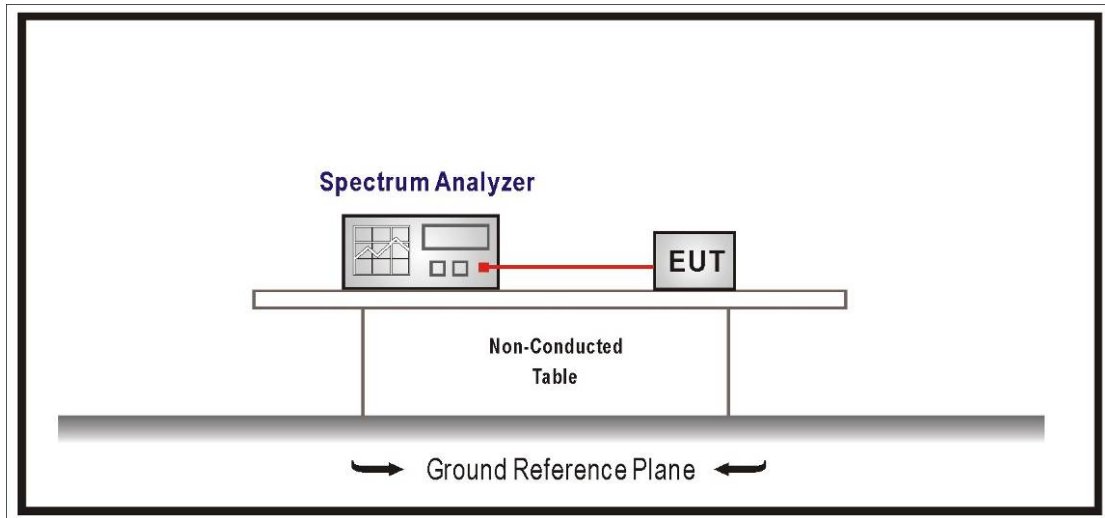 Spectrum Analyzer
EUT
Non-Conducted
Table
Ground Reference Plane